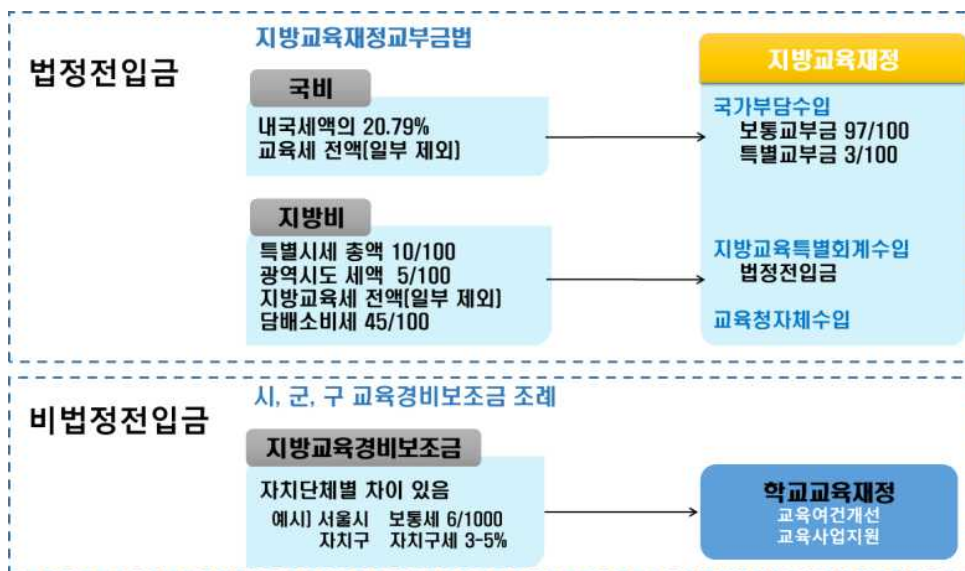 법정전입금
지방교육재정교부금법
국비
내국세액의 20.79%
교육세 전액(일부 제외)
지방비
특별시세 총액 10/100
광역시도 세액 5/100
지방교육세 전액(일부 제외)
담배소비세 45/100
지방교육재정
국가부담수입
보통교부금 97/100
특별교부금 3/100
지방교육특별회계수입
법정전입금
교육청자체수입
비법정전입금
시, 군, 구 교육경비보조금 조례
지방교육경비보조금
자치단체별 차이 있음
예시) 서울시 보통세 6/1000
자치구 자치구세 3-5%
학교교육재정
교육여건개선
교육사업지원